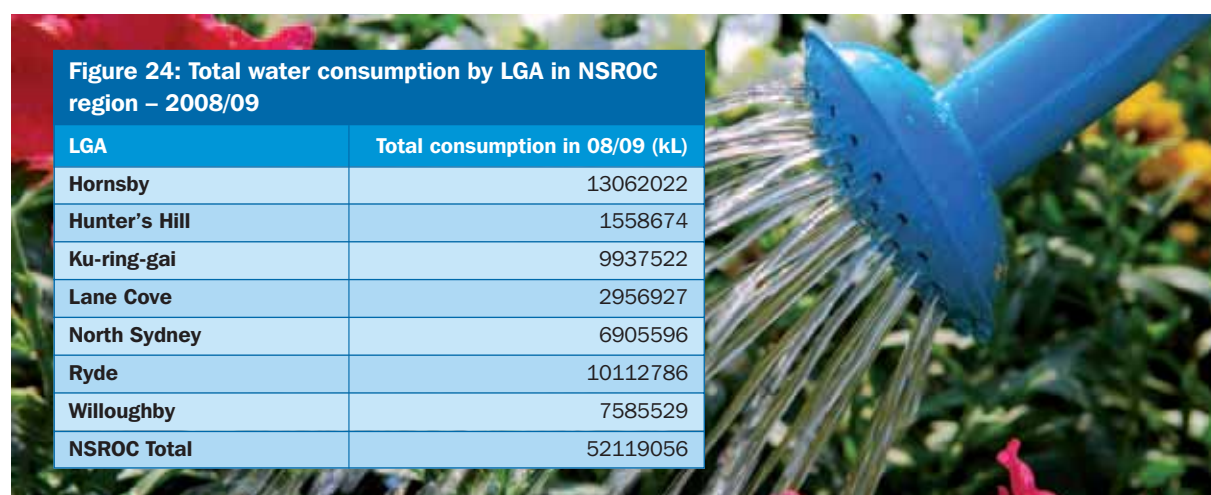 Figure 24: Total water consumption by LGA in NSROC
region – 2008/09
LGA Total consumption in 08/09 (kL)
Hornsby 13062022
Hunter's Hill 1558674
Ku-ring-gai 9937522
Lane Cove 2956927
North Sydney 6905596
Ryde 10112786
Willoughby 7585529
NSROC Total 52119056